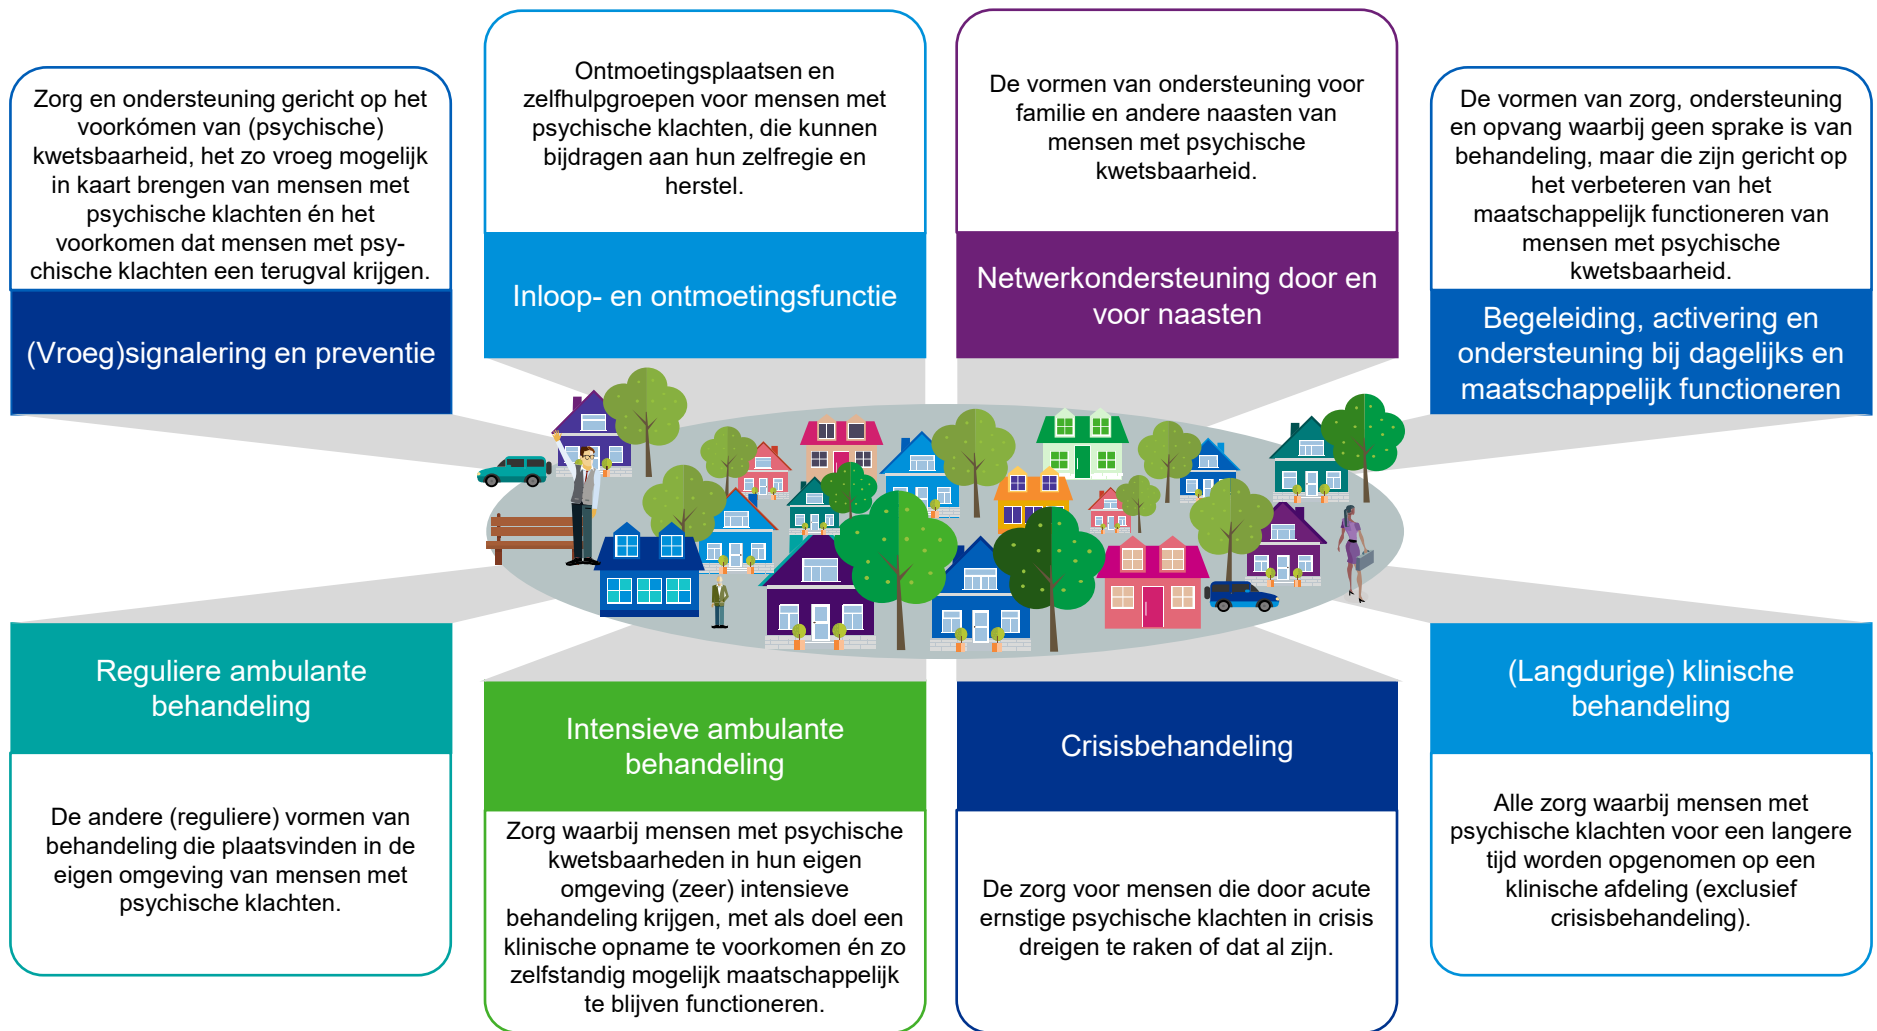 Zorg en ondersteuning gericht op het
voorkómen van (psychische)
kwetsbaarheid, het zo vroeg mogelijk
in kaart brengen van mensen met
psychische klachten én het
voorkomen dat mensen met psy-
chische klachten een terugval krijgen.
(Vroeg)signalering en preventie
Ontmoetingsplaatsen en
zelfhulpgroepen voor mensen met
psychische klachten, die kunnen
bijdragen aan hun zelfregie en
herstel.
Inloop- en ontmoetingsfunctie
De vormen van ondersteuning voor
familie en andere naasten van
mensen met psychische
kwetsbaarheid.
Netwerkondersteuning door en
voor naasten
De vormen van zorg, ondersteuning
en opvang waarbij geen sprake is van
behandeling, maar die zijn gericht op
het verbeteren van het
maatschappelijk functioneren van
mensen met psychische
kwetsbaarheid.
Begeleiding, activering en
ondersteuning bij dagelijks en
maatschappelijk functioneren
Reguliere ambulante
behandeling
De andere (reguliere) vormen van
behandeling die plaatsvinden in de
eigen omgeving van mensen met
psychische klachten.
Intensieve ambulante
behandeling
Zorg waarbij mensen met psychische
kwetsbaarheden in hun eigen
omgeving (zeer) intensieve
behandeling krijgen, met als doel een
klinische opname te voorkomen én zo
zelfstandig mogelijk maatschappelijk
te blijven functioneren.
Crisisbehandeling
De zorg voor mensen die door acute
ernstige psychische klachten in crisis
dreigen te raken of dat al zijn.
(Langdurige) klinische
behandeling
Alle zorg waarbij mensen met
psychische klachten voor een langere
tijd worden opgenomen op een
klinische afdeling (exclusief
crisisbehandeling).